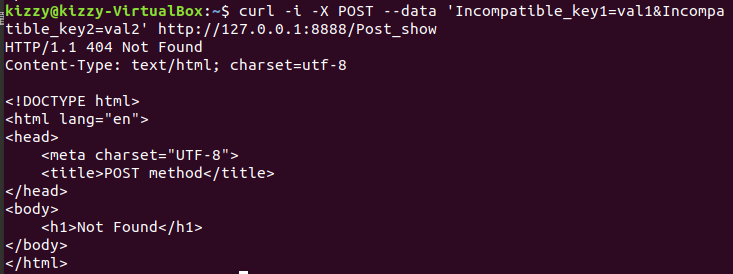 kizzy@kizzy-VirtualBox:~$ curl -i -X POST --data 'Incompatible_key1=val1&Incompa
tible_key2=val2' http://127.0.0.1:8888/Post_show
HTTP/1.1 404 Not Found
Content-Type: text/html; charset=utf-8

<!DOCTYPE html>
<html lang="en">
<head>
    <meta charset="UTF-8">
    <title>POST method</title>
</head>
<body>
    <h1>Not Found</h1>
</body>
</html>